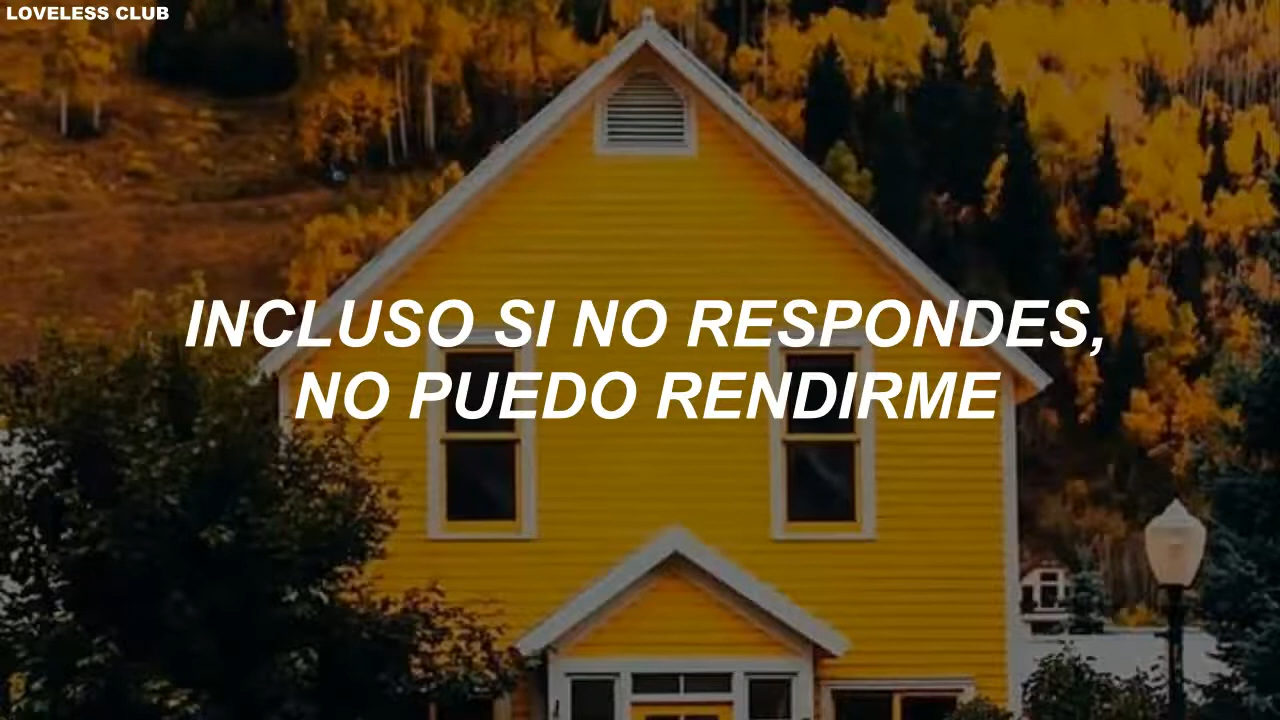 LOVELESS CLUB
INCLUSO SI NO RESPONDES,
NO PUEDO RENDIRME